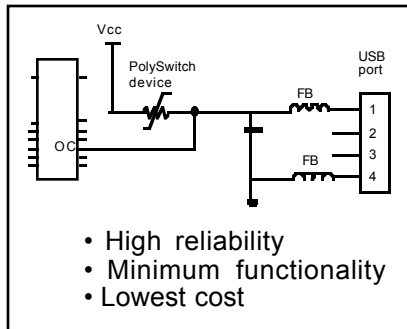 Vcc
PolySwitch
device
USB
port
FB
1
2
3
OC
FB
4
• High reliability
• Minimum functionality
• Lowest cost